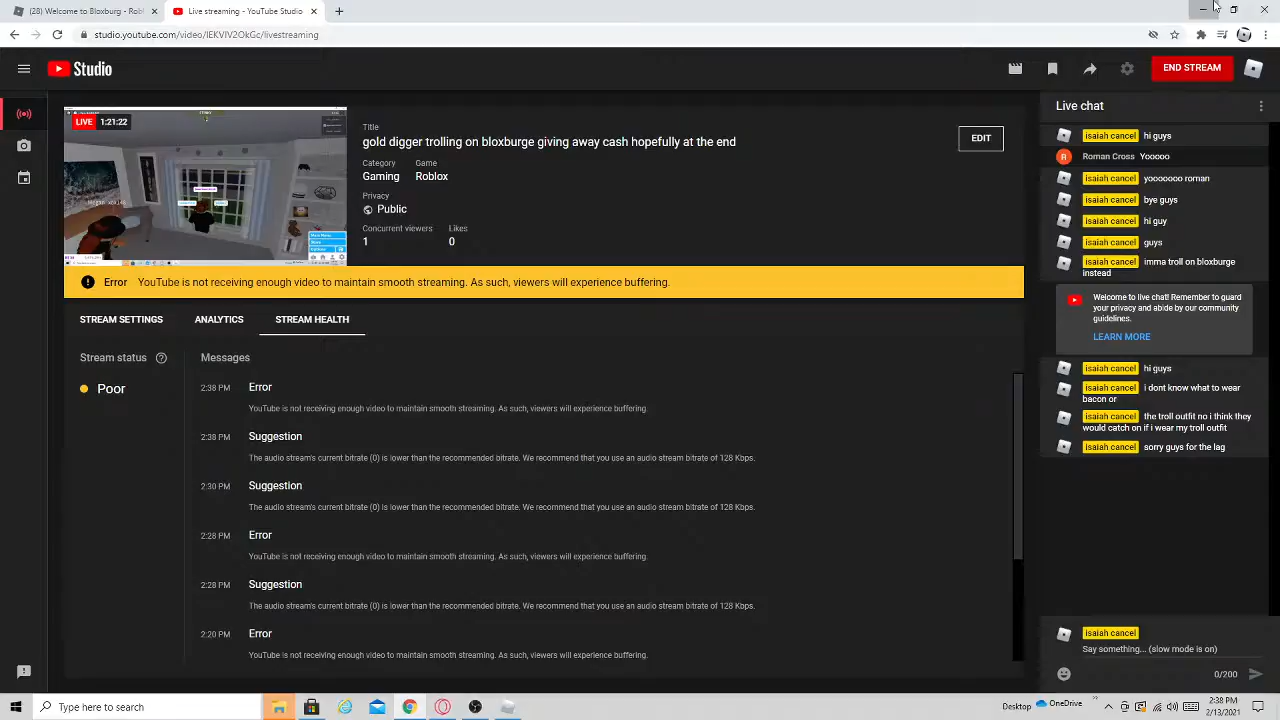 (28) Welcome to Bloxburg - Robl
Live streaming - YouTube Studio
studio.youtube.com/video/IEKVIV2OkGc/livestreaming
Studio
END STREAM
LIVE 1:21:22
Title
gold digger trolling on bloxburge giving away cash hopefully at the end
EDIT
Category Game
Gaming Roblox
Privacy
Public
Concurrent viewers Likes
1 0
Error YouTube is not receiving enough video to maintain smooth streaming. As such, viewers will experience buffering.
STREAM SETTINGS ANALYTICS STREAM HEALTH
Stream status
Poor
Messages
2:38 PM Error
YouTube is not receiving enough video to maintain smooth streaming. As such, viewers will experience buffering.
2:38 PM Suggestion
The audio stream's current bitrate (0) is lower than the recommended bitrate. We recommend that you use an audio stream bitrate of 128 Kbps.
2:30 PM Suggestion
The audio stream's current bitrate (0) is lower than the recommended bitrate. We recommend that you use an audio stream bitrate of 128 Kbps.
2:28 PM Error
YouTube is not receiving enough video to maintain smooth streaming. As such, viewers will experience buffering.
2:28 PM Suggestion
The audio stream's current bitrate (0) is lower than the recommended bitrate. We recommend that you use an audio stream bitrate of 128 Kbps.
2:20 PM Error
YouTube is not receiving enough video to maintain smooth streaming. As such, viewers will experience buffering.
Live chat
isaiah cancel hi guys
R Roman Cross Yooooo
isaiah cancel yooooooo roman
isaiah cancel bye guys
isaiah cancel hi guy
isaiah cancel guys
isaiah cancel imma troll on bloxburge
instead
Welcome to live chat! Remember to guard
your privacy and abide by our community
guidelines.
LEARN MORE
isaiah cancel hi guys
isaiah cancel i dont know what to wear
bacon or
isaiah cancel the troll outfit no i think they
would catch on if i wear my troll outfit
isaiah cancel sorry guys for the lag
isaiah cancel
Say something... (slow mode is on)
0/200
Type here to search
Desktop
OneDrive
2:38 PM
2/13/2021